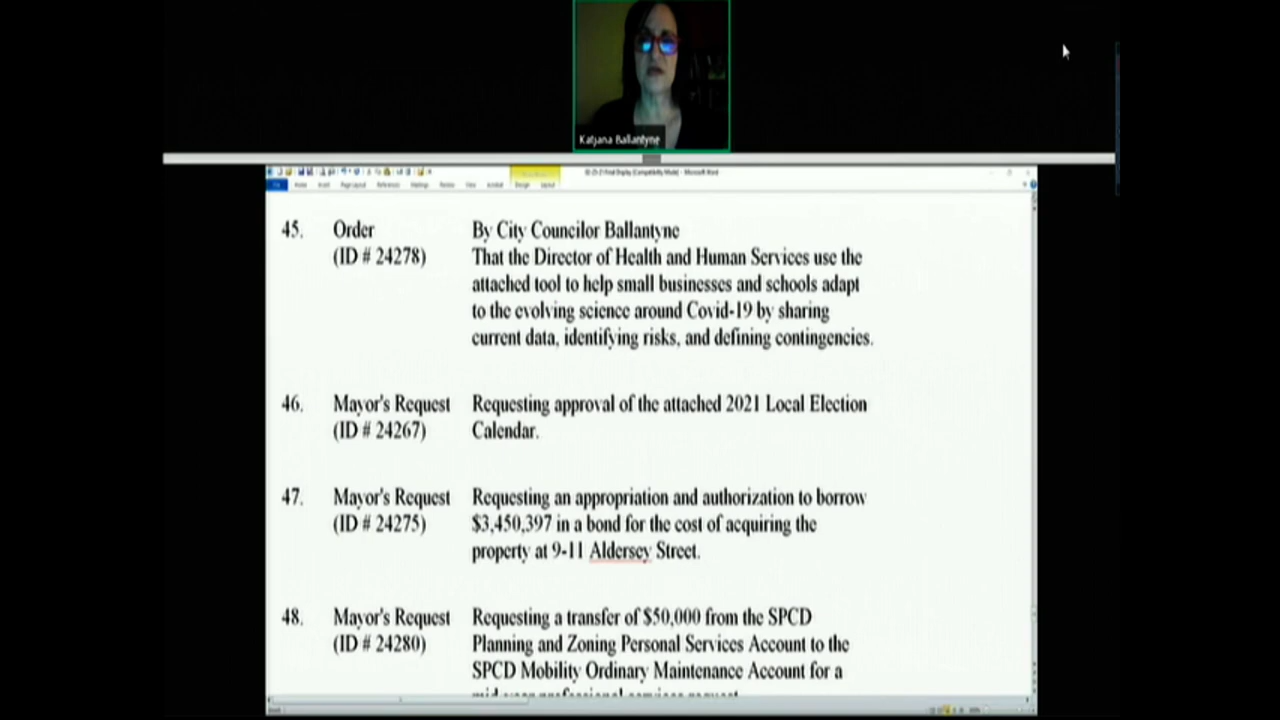 Katjana Ballantyne
45. Order By City Councilor Ballantyne
(ID # 24278) That the Director of Health and Human Services use the
attached tool to help small businesses and schools adapt
to the evolving science around Covid-19 by sharing
current data, identifying risks, and defining contingencies.
46. Mayor's Request Requesting approval of the attached 2021 Local Election
(ID # 24267) Calendar.
47. Mayor's Request Requesting an appropriation and authorization to borrow
(ID # 24275) $3,450,397 in a bond for the cost of acquiring the
property at 9-11 Aldersey Street.
48. Mayor's Request Requesting a transfer of $50,000 from the SPCD
(ID # 24280) Planning and Zoning Personal Services Account to the
SPCD Mobility Ordinary Maintenance Account for a